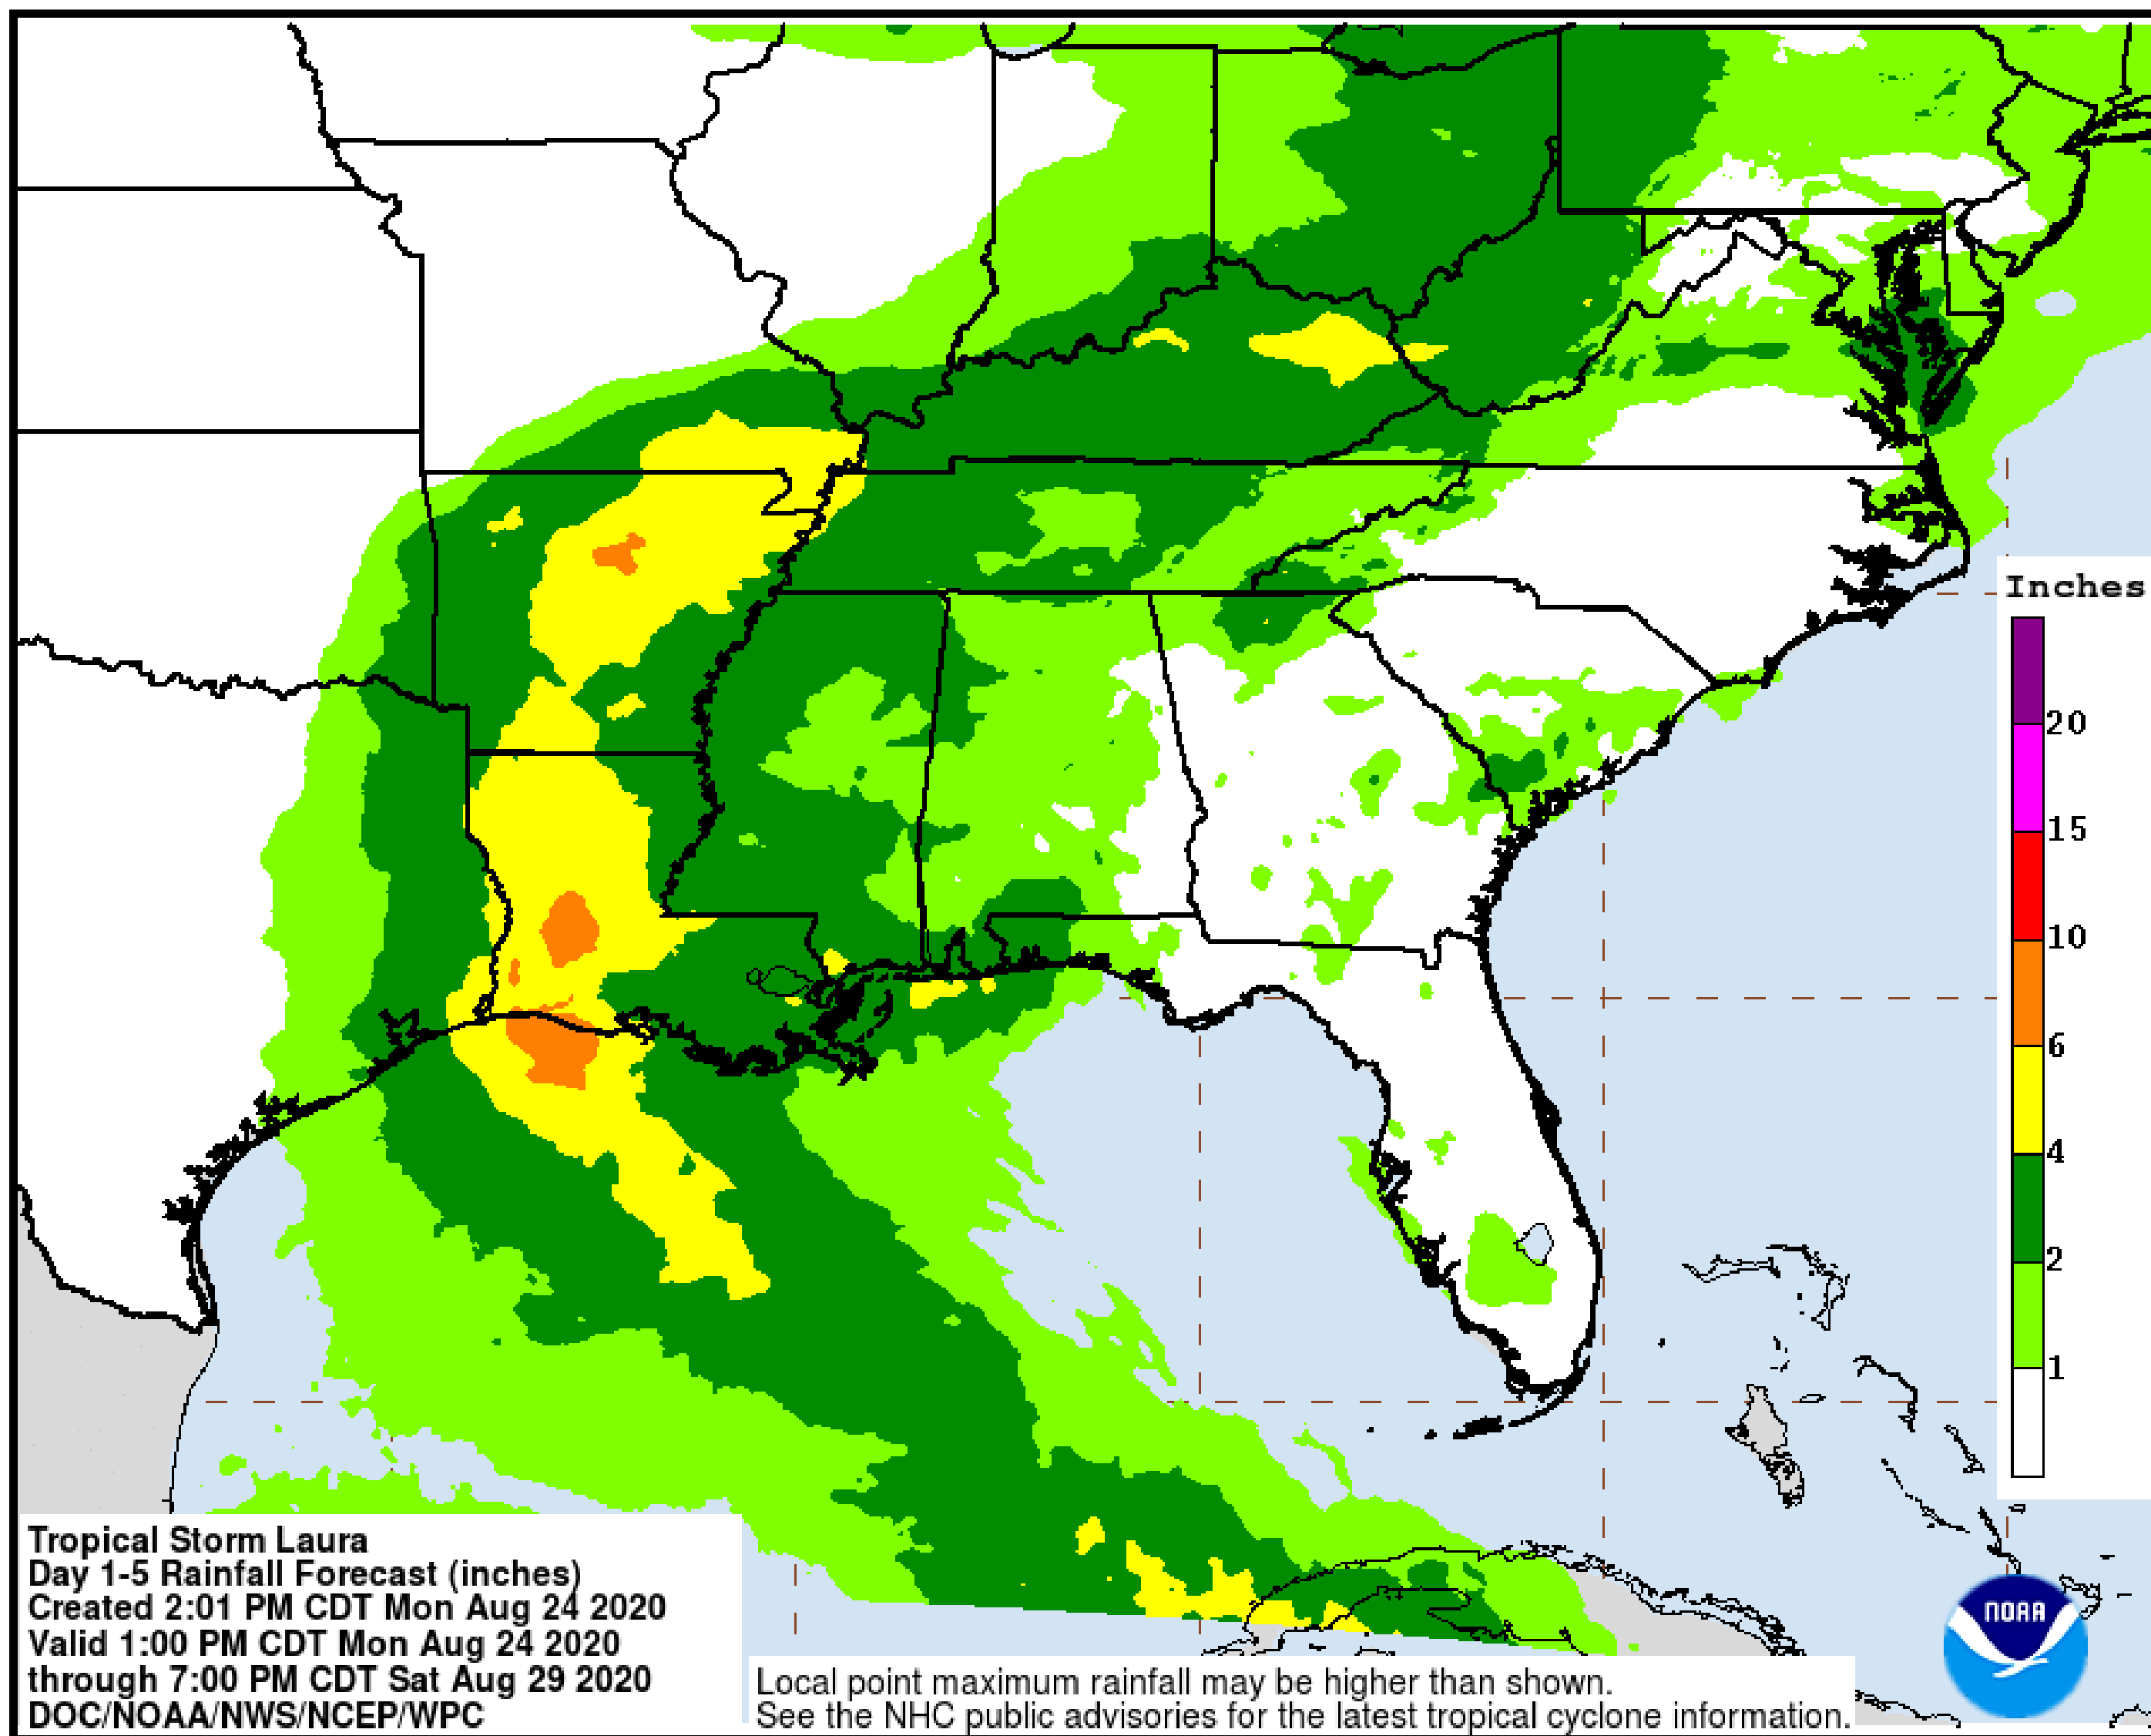 Inches
20
15
10
6
4
2
1
Tropical Storm Laura
Day 1-5 Rainfall Forecast (inches)
Created 2:01 PM CDT Mon Aug 24 2020
Valid 1:00 PM CDT Mon Aug 24 2020
through 7:00 PM CDT Sat Aug 29 2020
DOC/NOAA/NWS/NCEP/WPC
Local point maximum rainfall may be higher than shown.
See the NHC public advisories for the latest tropical cyclone information.
NOAA